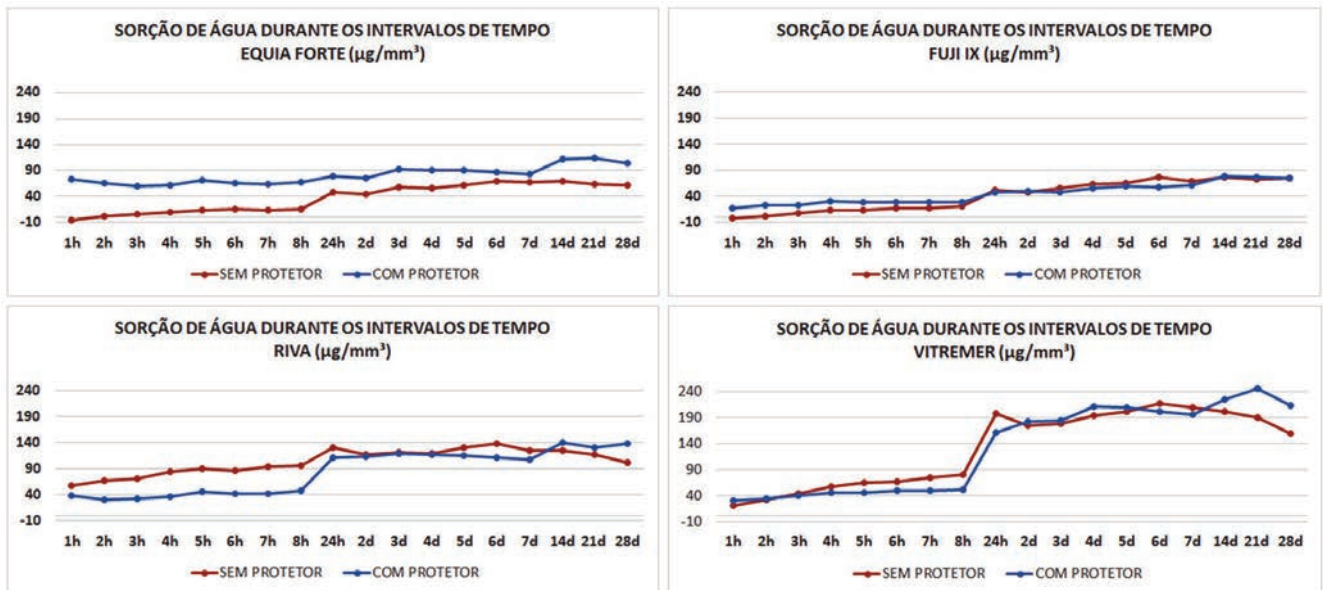 SORÇÃO DE ÁGUA DURANTE OS INTERVALOS DE TEMPO
EQUIA FORTE (µg/mm³)
240
190
140
90
40
-10
1h 2h 3h 4h 5h 6h 7h 8h 24h 2d 3d 4d 5d 6d 7d 14d 21d 28d
SEM PROTETOR COM PROTETOR
SORÇÃO DE ÁGUA DURANTE OS INTERVALOS DE TEMPO
FUJI IX (µg/mm³)
240
190
140
90
40
-10
1h 2h 3h 4h 5h 6h 7h 8h 24h 2d 3d 4d 5d 6d 7d 14d 21d 28d
SEM PROTETOR COM PROTETOR
SORÇÃO DE ÁGUA DURANTE OS INTERVALOS DE TEMPO
RIVA (µg/mm³)
240
190
140
90
40
-10
1h 2h 3h 4h 5h 6h 7h 8h 24h 2d 3d 4d 5d 6d 7d 14d 21d 28d
SEM PROTETOR COM PROTETOR
SORÇÃO DE ÁGUA DURANTE OS INTERVALOS DE TEMPO
VITREMER (µg/mm³)
240
190
140
90
40
-10
1h 2h 3h 4h 5h 6h 7h 8h 24h 2d 3d 4d 5d 6d 7d 14d 21d 28d
SEM PROTETOR COM PROTETOR